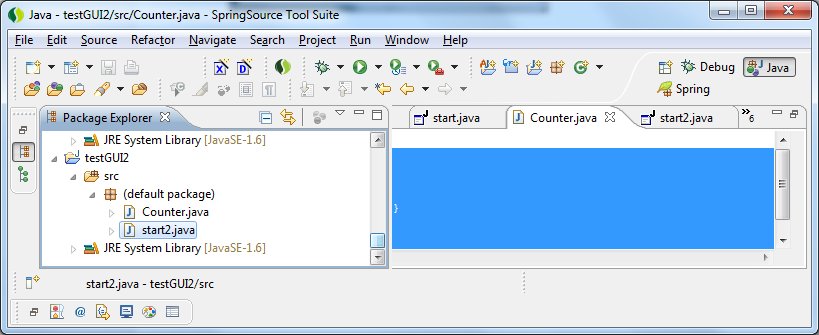 Java - testGUI2/src/Counter.java - SpringSource Tool Suite
File Edit Source Refactor Navigate Search Project Run Window Help
Debug Java
Spring
Package Explorer
start.java Counter.java start2.java »6
JRE System Library [JavaSE-1.6]
testGUI2
src
(default package)
Counter.java
start2.java
JRE System Library [JavaSE-1.6]
}
start2.java - testGUI2/src